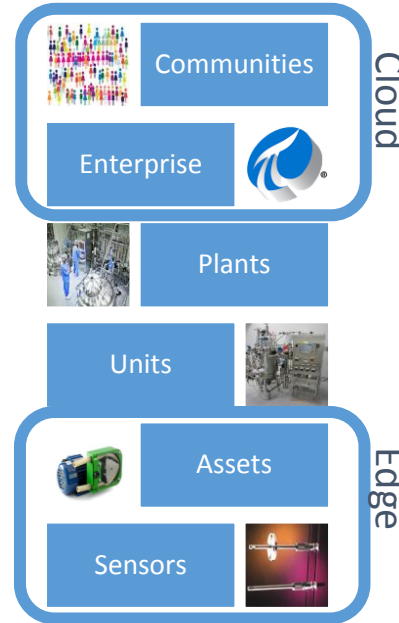 Communities
Cloud
Enterprise
®
Plants
Units
Assets
Edge
Sensors